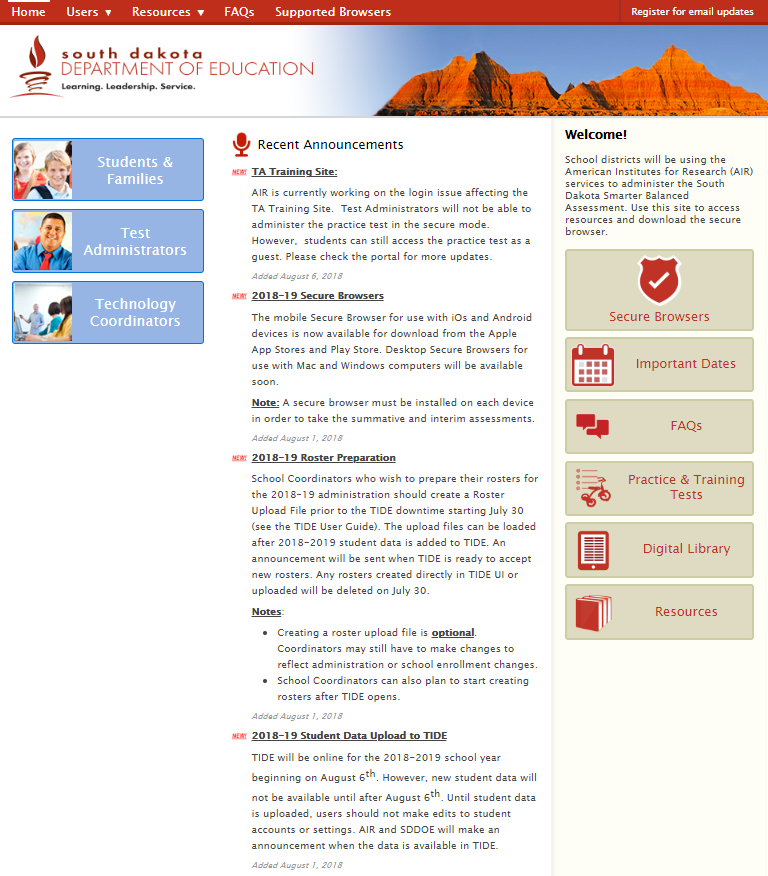 Home Users ▼ Resources ▼ FAQs Supported Browsers Register for email updates
south dakota
DEPARTMENT OF EDUCATION
Learning. Leadership. Service.
Students &
Families
Test
Administrators
Technology
Coordinators
Recent Announcements
NEW! TA Training Site:
AIR is currently working on the login issue affecting the
TA Training Site.  Test Administrators will not be able to
administer the practice test in the secure mode.
However,  students can still access the practice test as a
guest. Please check the portal for more updates.
Added August 6, 2018
NEW! 2018-19 Secure Browsers
The mobile Secure Browser for use with iOs and Android
devices is now available for download from the Apple
App Stores and Play Store. Desktop Secure Browsers for
use with Mac and Windows computers will be available
soon.
Note: A secure browser must be installed on each device
in order to take the summative and interim assessments.
Added August 1, 2018
NEW! 2018-19 Roster Preparation
School Coordinators who wish to prepare their rosters for
the 2018-19 administration should create a Roster
Upload File prior to the TIDE downtime starting July 30
(see the TIDE User Guide). The upload files can be loaded
after 2018-2019 student data is added to TIDE. An
announcement will be sent when TIDE is ready to accept
new rosters. Any rosters created directly in TIDE UI or
uploaded will be deleted on July 30.
Notes:
• Creating a roster upload file is optional.
Coordinators may still have to make changes to
reflect administration or school enrollment changes.
• School Coordinators can also plan to start creating
rosters after TIDE opens.
Added August 1, 2018
NEW! 2018-19 Student Data Upload to TIDE
TIDE will be online for the 2018-2019 school year
beginning on August 6th. However, new student data will
not be available until after August 6th. Until student data
is uploaded, users should not make edits to student
accounts or settings. AIR and SDDOE will make an
announcement when the data is available in TIDE.
Added August 1, 2018
Welcome!
School districts will be using the
American Institutes for Research (AIR)
services to administer the South
Dakota Smarter Balanced
Assessment. Use this site to access
resources and download the secure
browser.
Secure Browsers
Important Dates
FAQs
Practice & Training
Tests
Digital Library
Resources